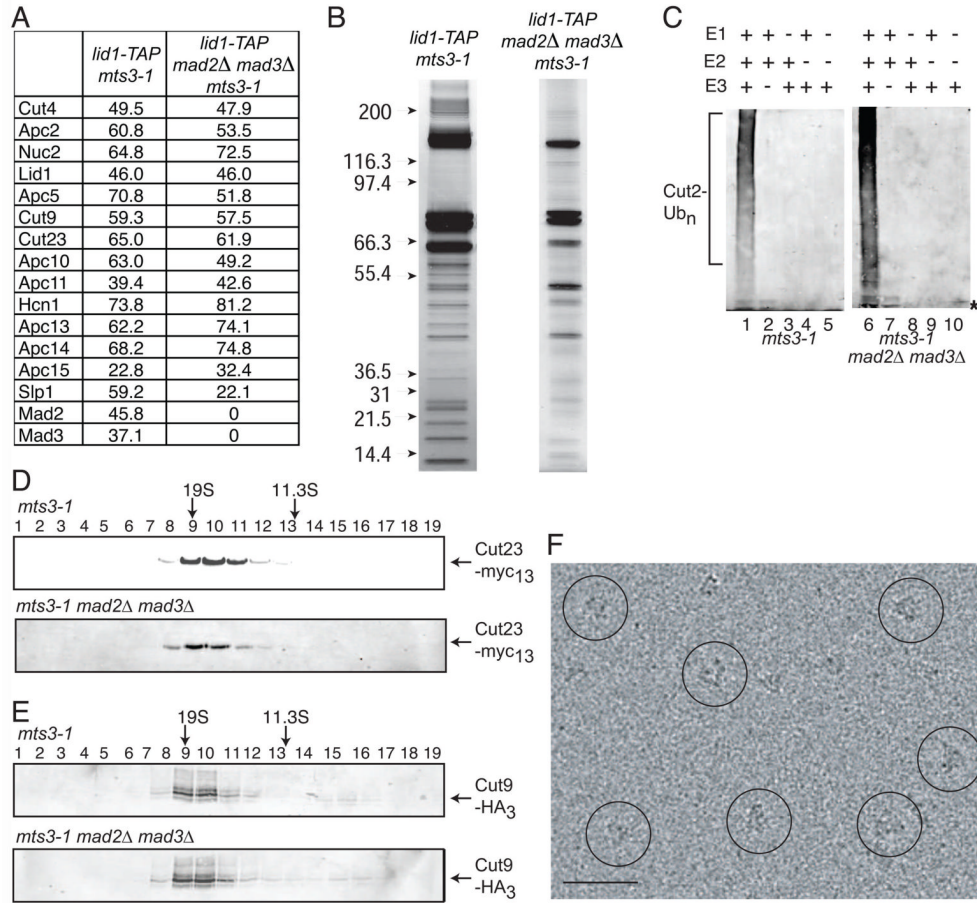 A
lid1-TAP mts3-1
lid1-TAP mad2Δ mad3Δ mts3-1
Cut4 49.5 47.9
Apc2 60.8 53.5
Nuc2 64.8 72.5
Lid1 46.0 46.0
Apc5 70.8 51.8
Cut9 59.3 57.5
Cut23 65.0 61.9
Apc10 63.0 49.2
Apc11 39.4 42.6
Hcn1 73.8 81.2
Apc13 62.2 74.1
Apc14 68.2 74.8
Apc15 22.8 32.4
Slp1 59.2 22.1
Mad2 45.8 0
Mad3 37.1 0
B
lid1-TAP
mts3-1
lid1-TAP
mad2Δ mad3Δ
mts3-1
200
116.3
97.4
66.3
55.4
36.5
31
21.5
14.4
C
E1 + + - + - + + - + -
E2 + + + - - + + + - -
E3 + - + + + + - + + +
Cut2-
Ubn
*
1 2 3 4 5 6 7 8 9 10
mts3-1
mts3-1
mad2Δ mad3Δ
D
19S 11.3S
mts3-1
1 2 3 4 5 6 7 8 9 10 11 12 13 14 15 16 17 18 19
Cut23
-myc13
mts3-1 mad2Δ mad3Δ
Cut23
-myc13
E
19S 11.3S
mts3-1
1 2 3 4 5 6 7 8 9 10 11 12 13 14 15 16 17 18 19
Cut9
-HA3
mts3-1 mad2Δ mad3Δ
Cut9
-HA3
F